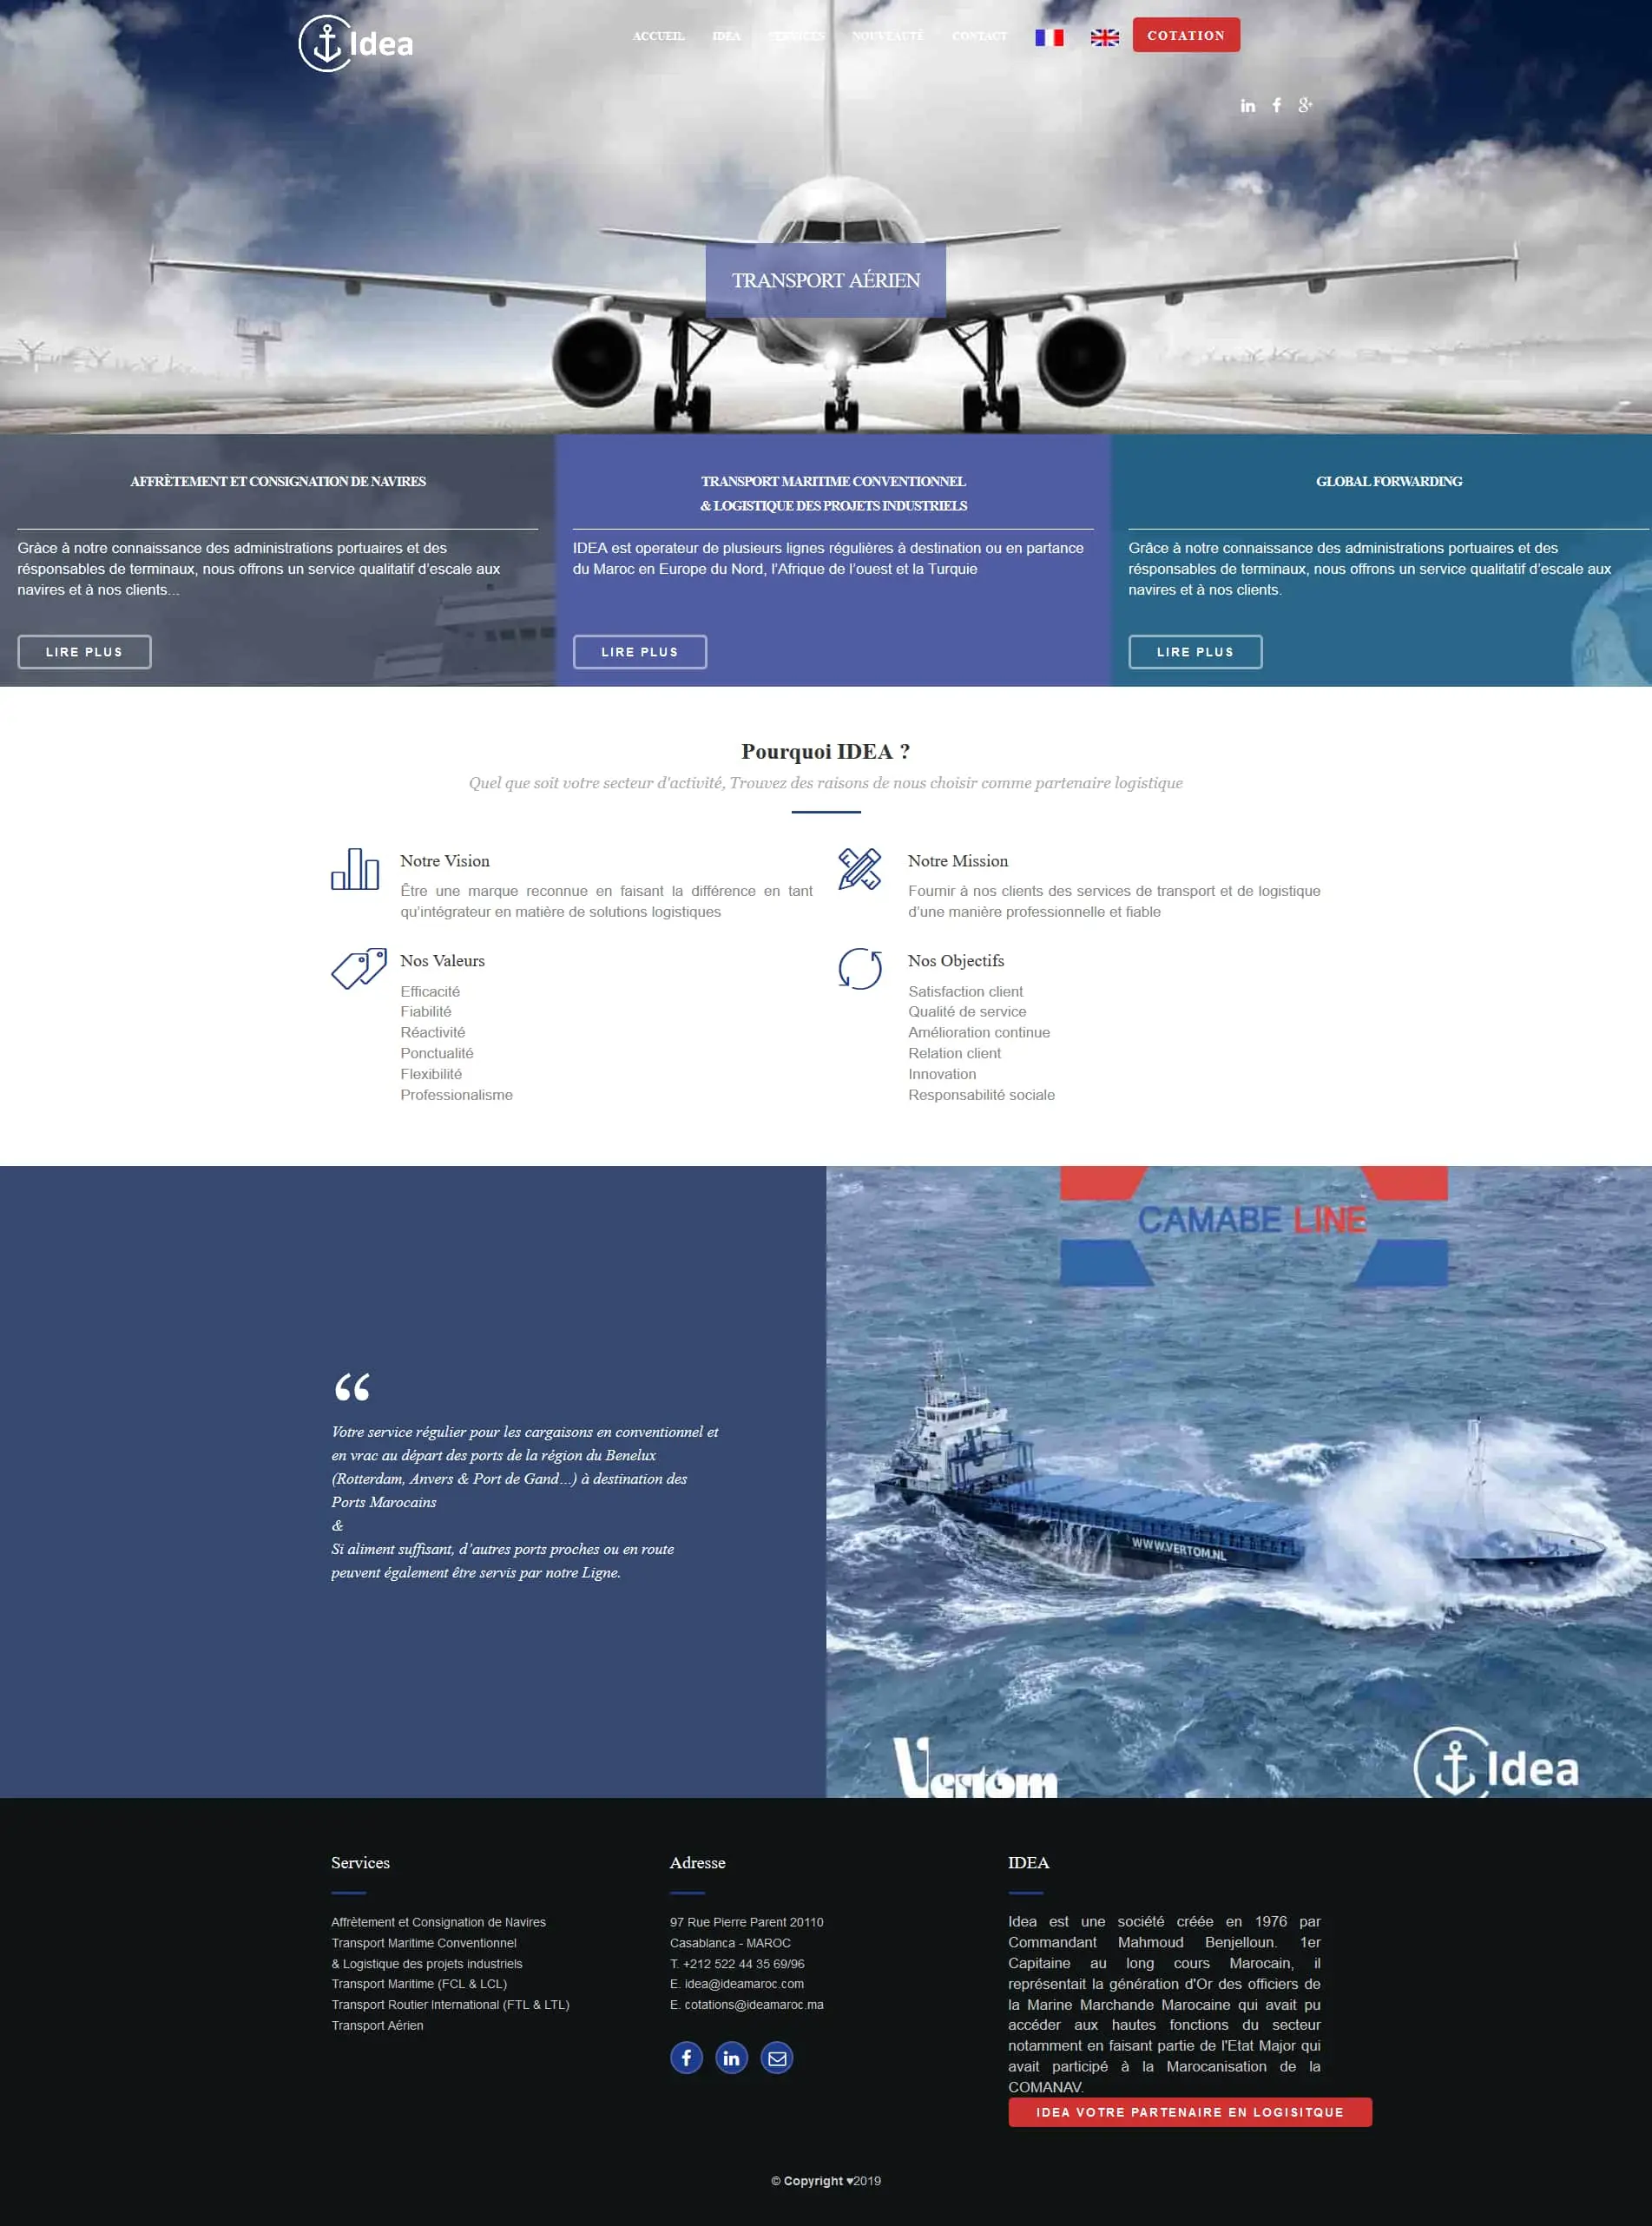 Idea
ACCUEIL IDEA SERVICES NOUVEAUTÉ CONTACT COTATION
TRANSPORT AÉRIEN
AFFRÈTEMENT ET CONSIGNATION DE NAVIRES
Grâce à notre connaissance des administrations portuaires et des
résponsables de terminaux, nous offrons un service qualitatif d’escale aux
navires et à nos clients...
LIRE PLUS
TRANSPORT MARITIME CONVENTIONNEL
& LOGISTIQUE DES PROJETS INDUSTRIELS
IDEA est operateur de plusieurs lignes régulières à destination ou en partance
du Maroc en Europe du Nord, l’Afrique de l’ouest et la Turquie
LIRE PLUS
GLOBAL FORWARDING
Grâce à notre connaissance des administrations portuaires et des
résponsables de terminaux, nous offrons un service qualitatif d’escale aux
navires et à nos clients.
LIRE PLUS
Pourquoi IDEA ?
Quel que soit votre secteur d'activité, Trouvez des raisons de nous choisir comme partenaire logistique
Notre Vision
Être une marque reconnue en faisant la différence en tant
qu’intégrateur en matière de solutions logistiques
Notre Mission
Fournir à nos clients des services de transport et de logistique
d’une manière professionnelle et fiable
Nos Valeurs
Efficacité
Fiabilité
Réactivité
Ponctualité
Flexibilité
Professionalisme
Nos Objectifs
Satisfaction client
Qualité de service
Amélioration continue
Relation client
Innovation
Responsabilité sociale
“
Votre service régulier pour les cargaisons en conventionnel et
en vrac au départ des ports de la région du Benelux
(Rotterdam, Anvers & Port de Gand…) à destination des
Ports Marocains
&
Si aliment suffisant, d’autres ports proches ou en route
peuvent également être servis par notre Ligne.
CAMABE LINE
WWW.VERTOM.NL
Vertom
Idea
Services
Affrètement et Consignation de Navires
Transport Maritime Conventionnel
& Logistique des projets industriels
Transport Maritime (FCL & LCL)
Transport Routier International (FTL & LTL)
Transport Aérien
Adresse
97 Rue Pierre Parent 20110
Casablanca - MAROC
T. +212 522 44 35 69/96
E. idea@ideamaroc.com
E. cotations@ideamaroc.ma
IDEA
Idea est une société créée en 1976 par
Commandant Mahmoud Benjelloun. 1er
Capitaine au long cours Marocain, il
représentait la génération d'Or des officiers de
la Marine Marchande Marocaine qui avait pu
accéder aux hautes fonctions du secteur
notamment en faisant partie de l'Etat Major qui
avait participé à la Marocanisation de la
COMANAV.
IDEA VOTRE PARTENAIRE EN LOGISITQUE
© Copyright ♥2019